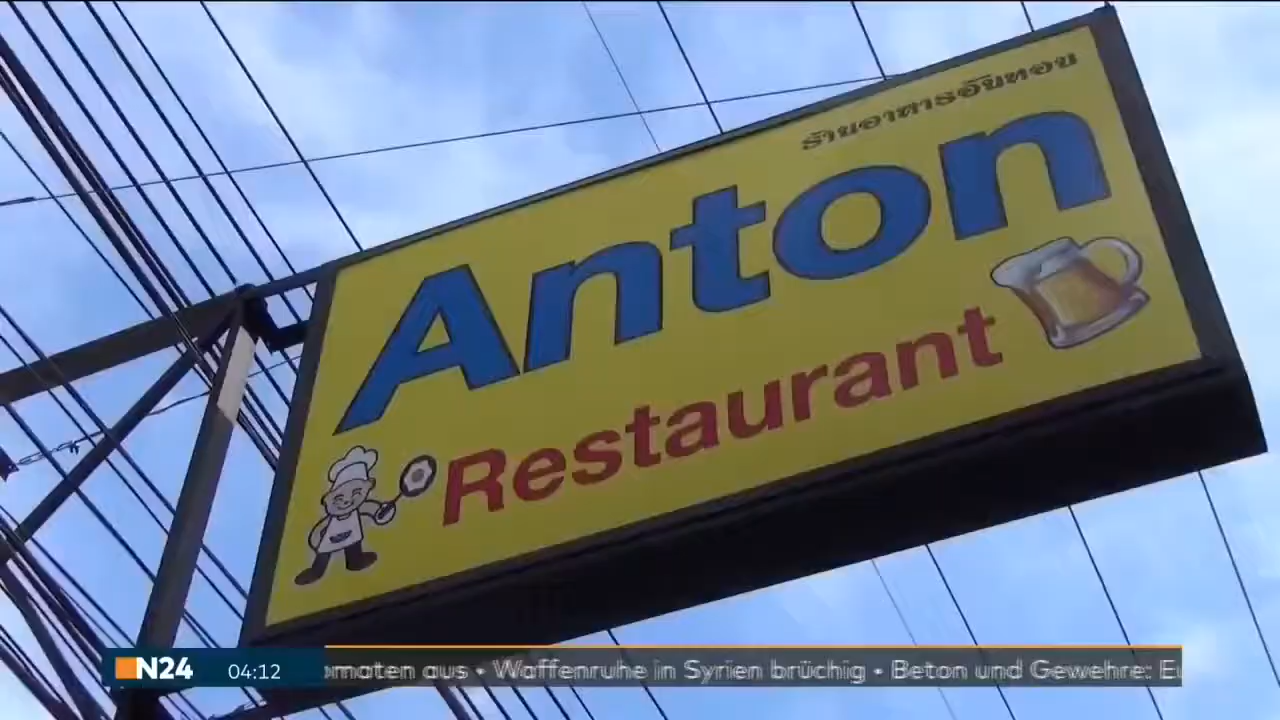 ร้านอาหารอันทอน
Anton
Restaurant
N24 04:12 omaten aus • Waffenruhe in Syrien brüchig • Beton und Gewehre: Eu